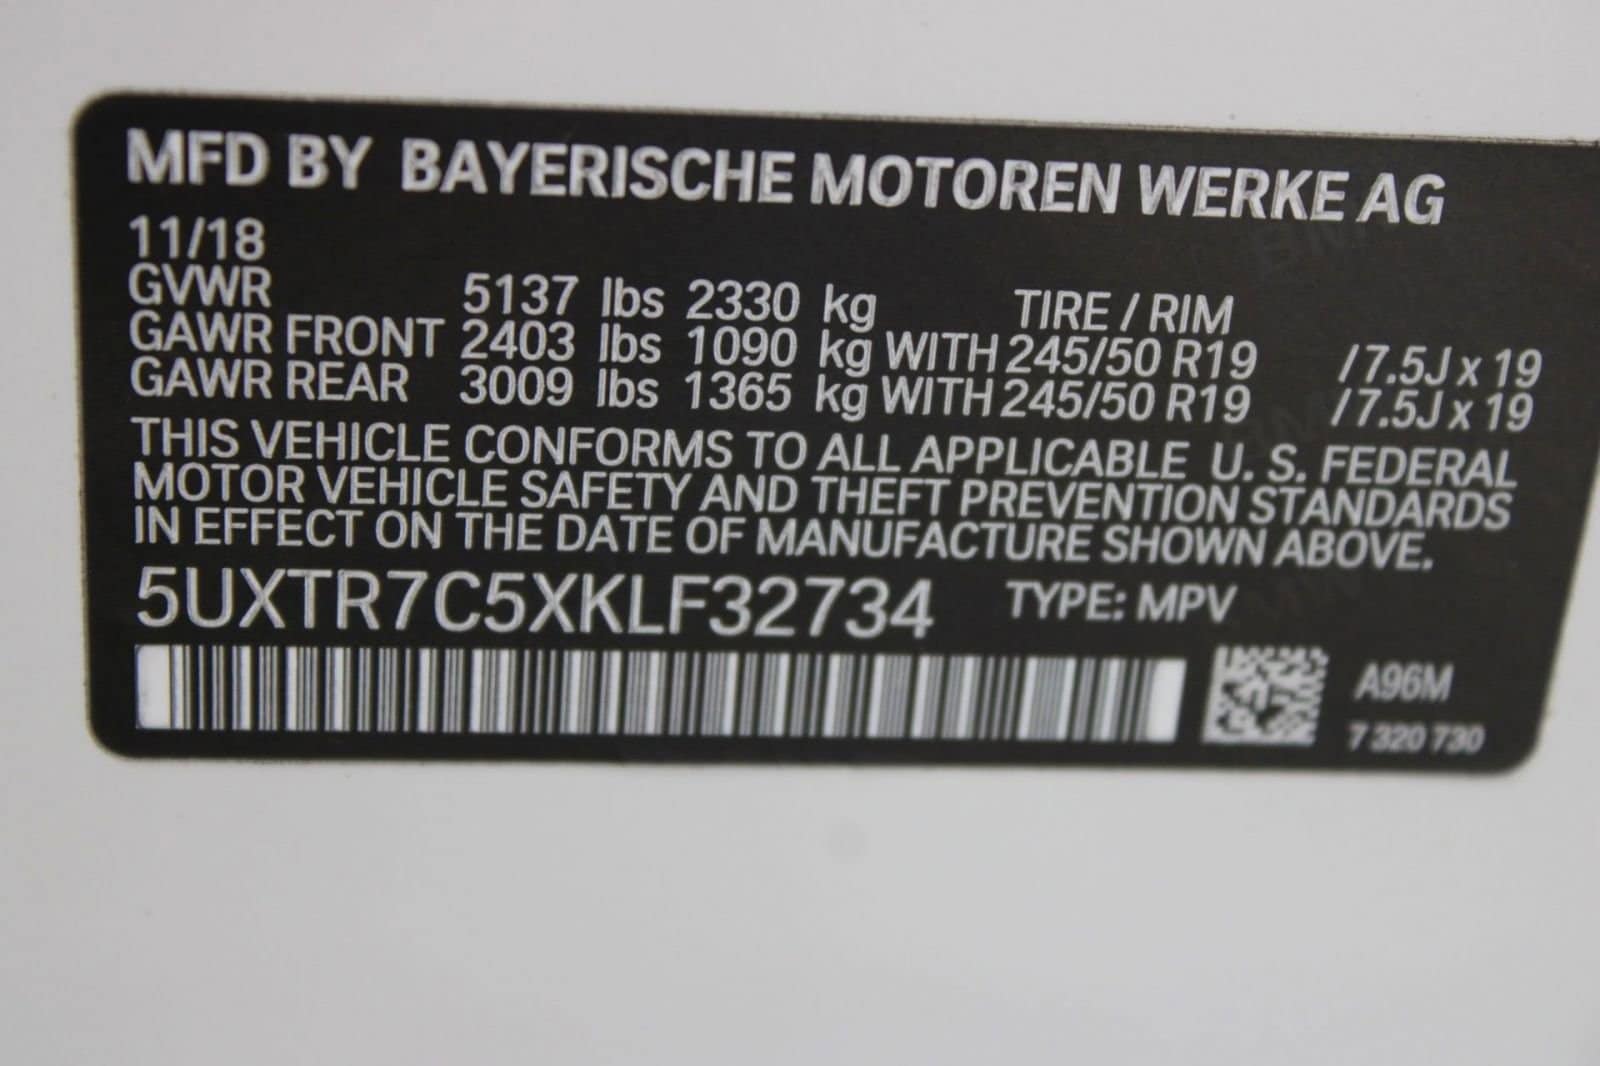 MFD BY BAYERISCHE MOTOREN WERKE AG
11/18
GVWR 5137 lbs 2330 kg TIRE / RIM
GAWR FRONT 2403 lbs 1090 kg WITH 245/50 R19 /7.5J x 19
GAWR REAR 3009 lbs 1365 kg WITH 245/50 R19 /7.5J x 19
THIS VEHICLE CONFORMS TO ALL APPLICABLE U. S. FEDERAL
MOTOR VEHICLE SAFETY AND THEFT PREVENTION STANDARDS
IN EFFECT ON THE DATE OF MANUFACTURE SHOWN ABOVE.
5UXTR7C5XKLF32734 TYPE: MPV
A96M
7 320 730